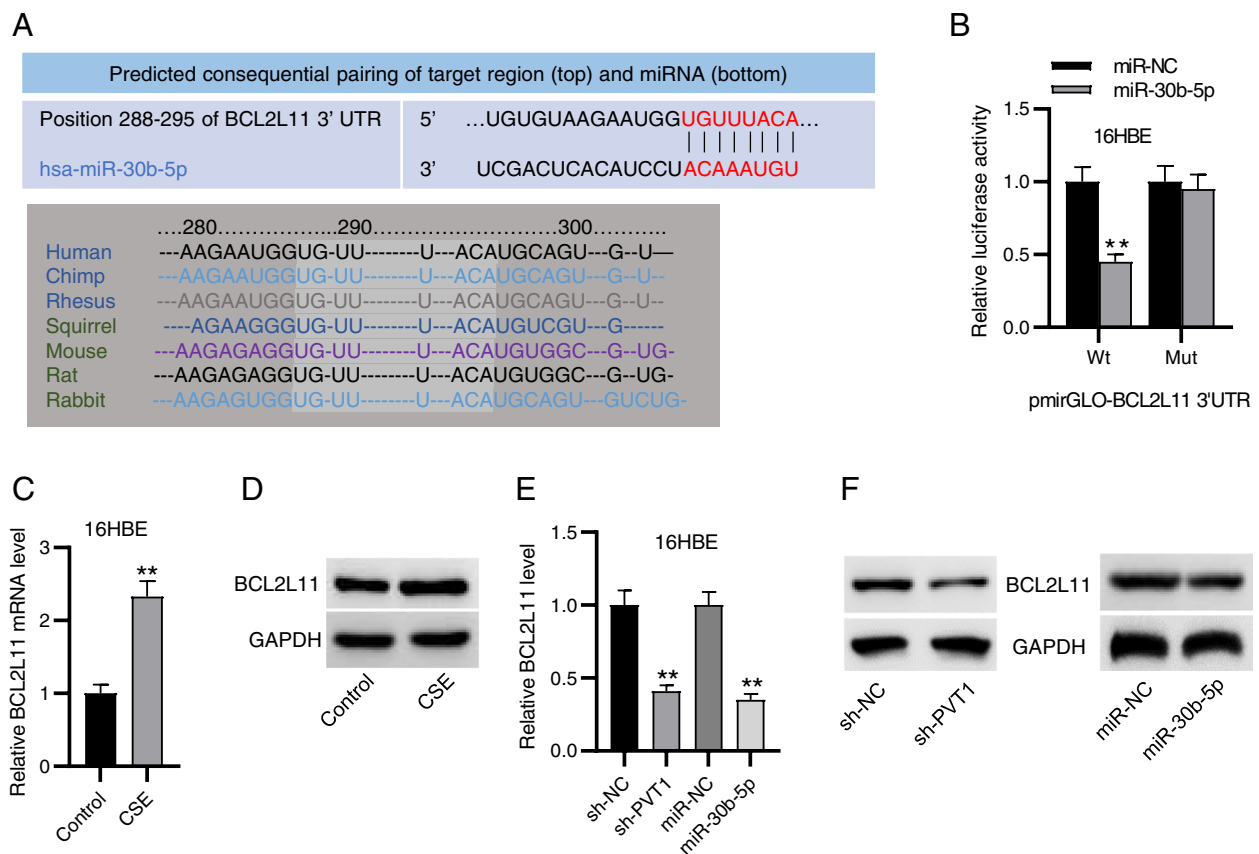 A
Predicted consequential pairing of target region (top) and miRNA (bottom)
Position 288-295 of BCL2L11 3' UTR 5' ...UGUGUAAGAAUGGUGUUUACA...
hsa-miR-30b-5p 3' UCGACUCACAUCCUACAAAUGU
....280..................290........................300............
Human ---AAGAAUGGUG-UU--------U---ACAUGCAGU---G--U—
Chimp ---AAGAAUGGUG-UU--------U---ACAUGCAGU---G--U--
Rhesus ---AAGAAUGGUG-UU--------U---ACAUGCAGU---G--U--
Squirrel ----AGAAGGGUG-UU--------U---ACAUGUCGU---G------
Mouse ---AAGAGAGGUG-UU--------U---ACAUGUGGC---G--UG-
Rat ---AAGAGAGGUG-UU--------U---ACAUGUGGC---G--UG-
Rabbit ---AAGAGUGGUG-UU--------U---ACAUGCAGU---GUCUG-
B
miR-NC
miR-30b-5p
Relative luciferase activity
1.5
1.0
0.5
0.0
16HBE
**
Wt Mut
pmirGLO-BCL2L11 3'UTR
C
Relative BCL2L11 mRNA level
3
2
1
0
16HBE
**
Control CSE
D
BCL2L11
GAPDH
Control CSE
E
Relative BCL2L11 level
1.5
1.0
0.5
0.0
16HBE
** **
sh-NC sh-PVT1 miR-NC miR-30b-5p
F
BCL2L11
GAPDH
sh-NC sh-PVT1 miR-NC miR-30b-5p